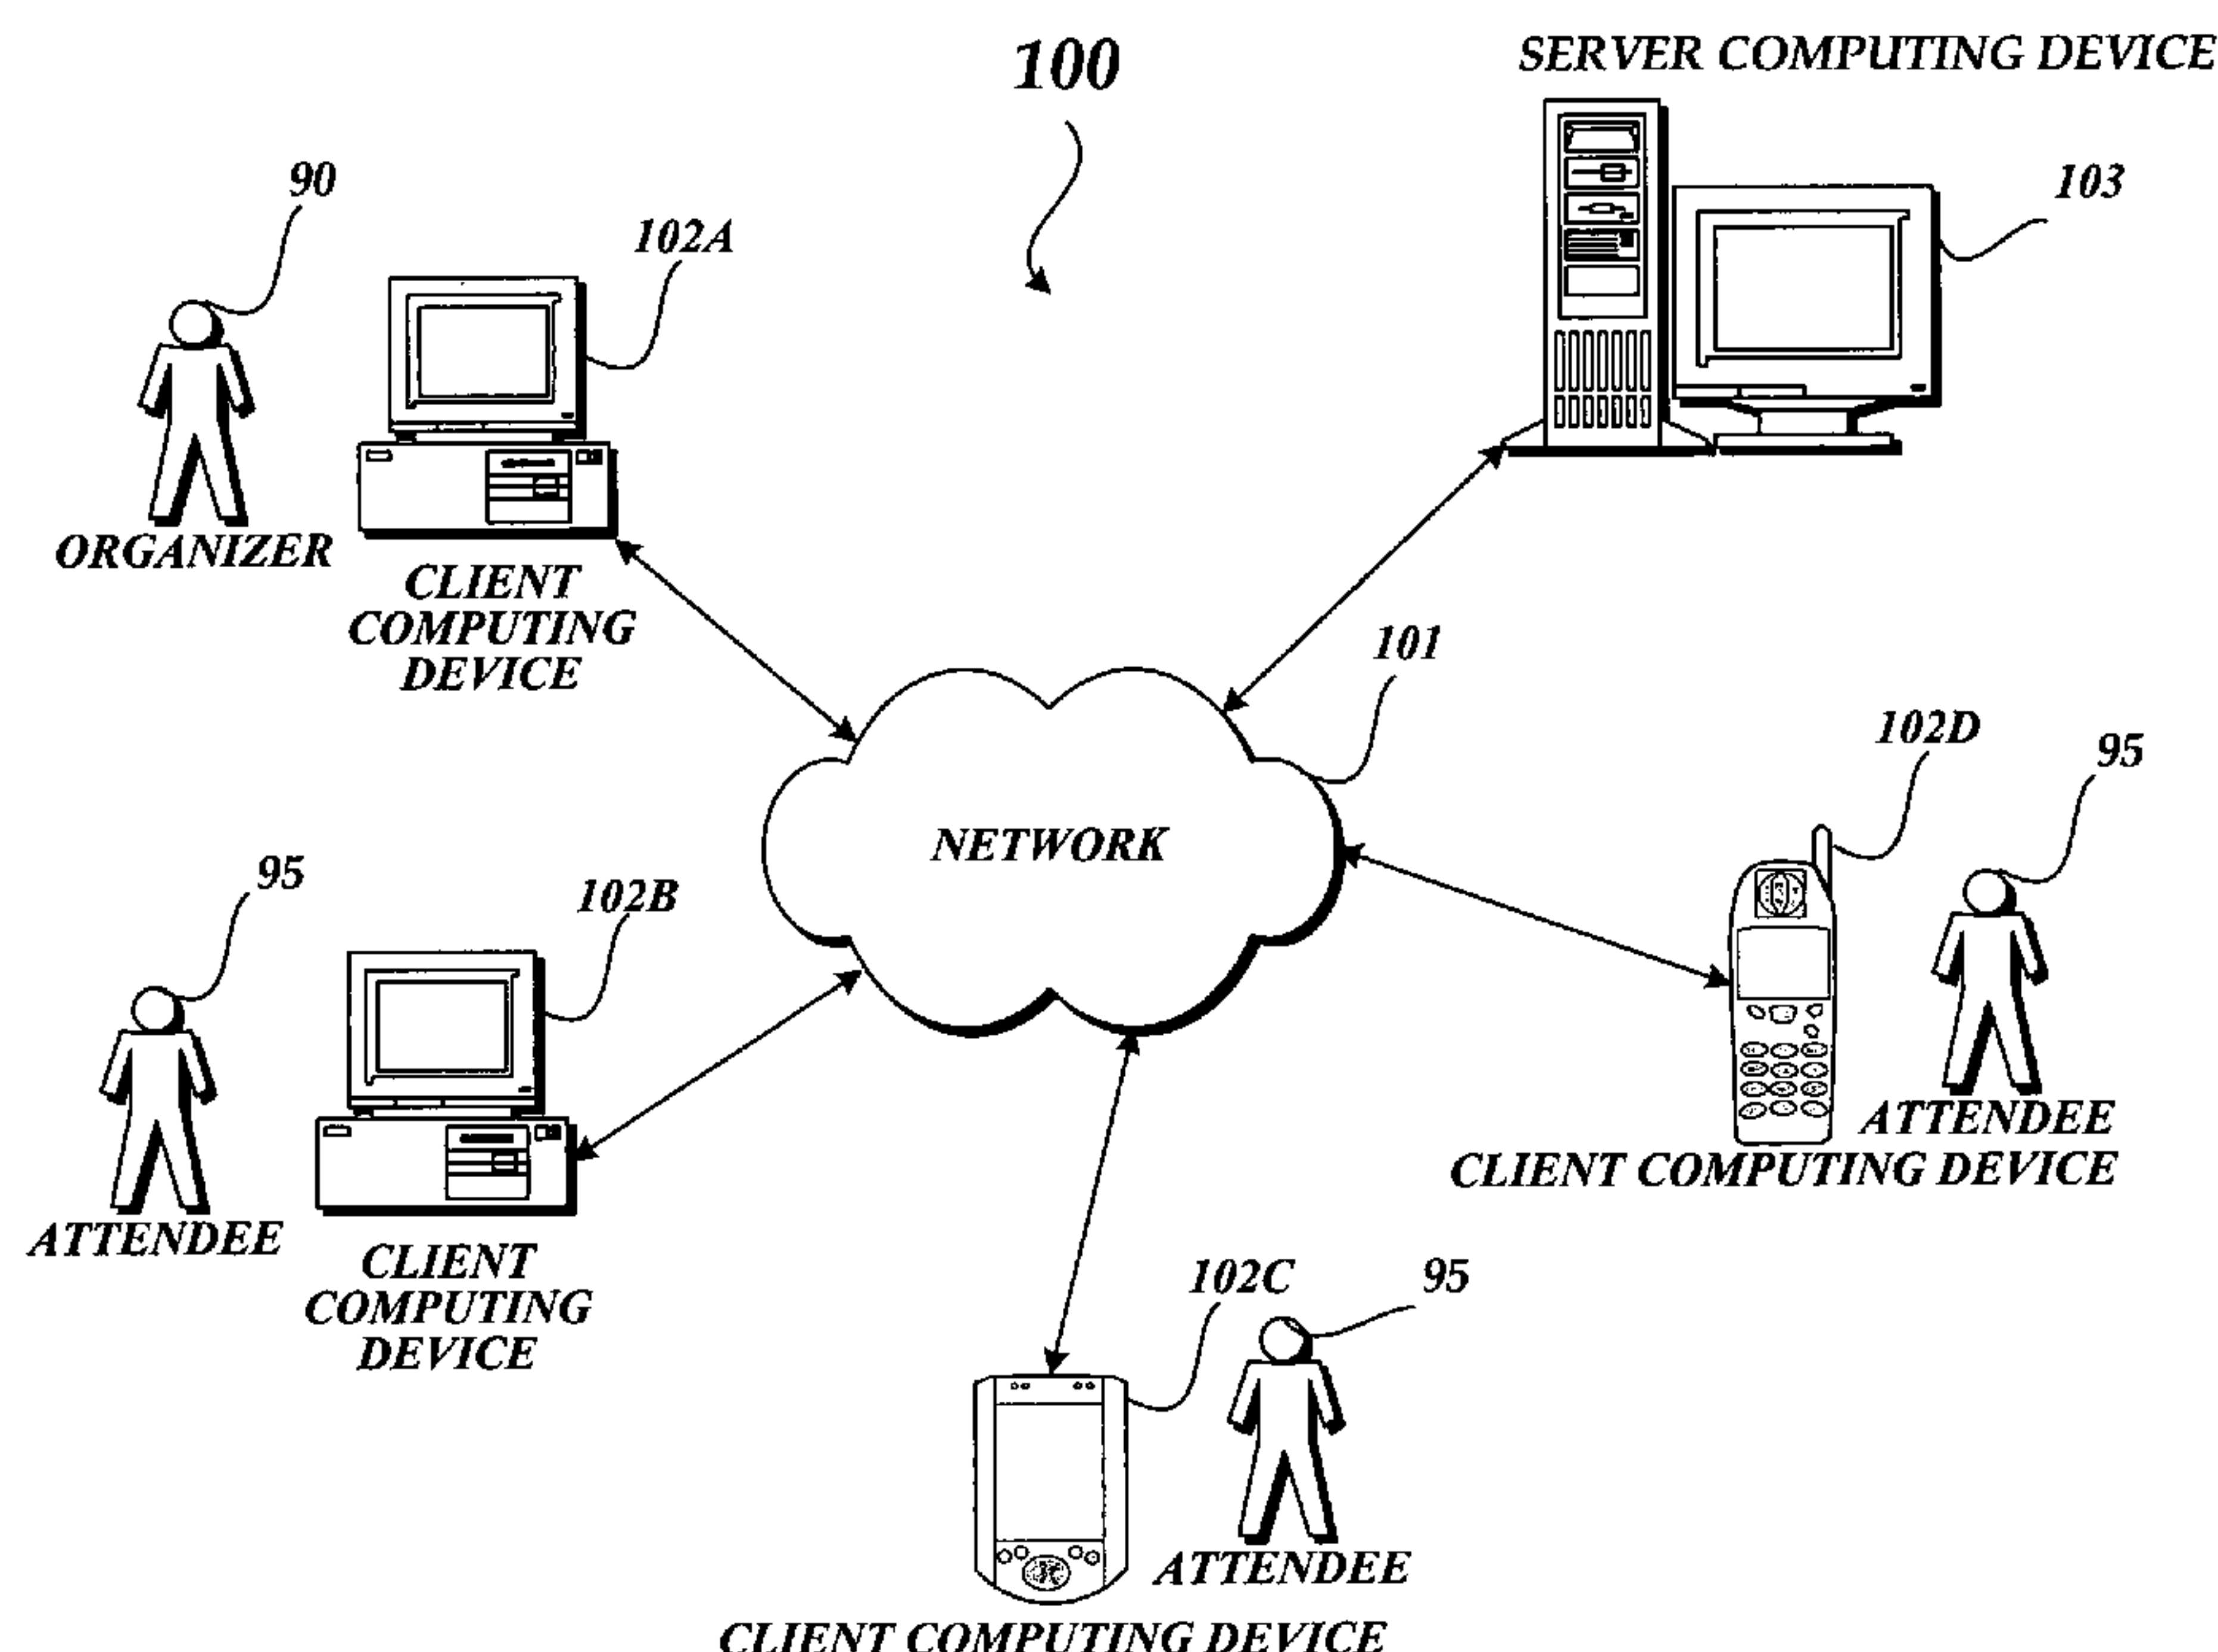 100
SERVER COMPUTING DEVICE
103
90
102A
ORGANIZER
CLIENT
COMPUTING
DEVICE
101
NETWORK
102D
95
ATTENDEE
CLIENT COMPUTING DEVICE
95
102B
ATTENDEE
CLIENT
COMPUTING
DEVICE
102C
95
ATTENDEE
CLIENT COMPUTING DEVICE